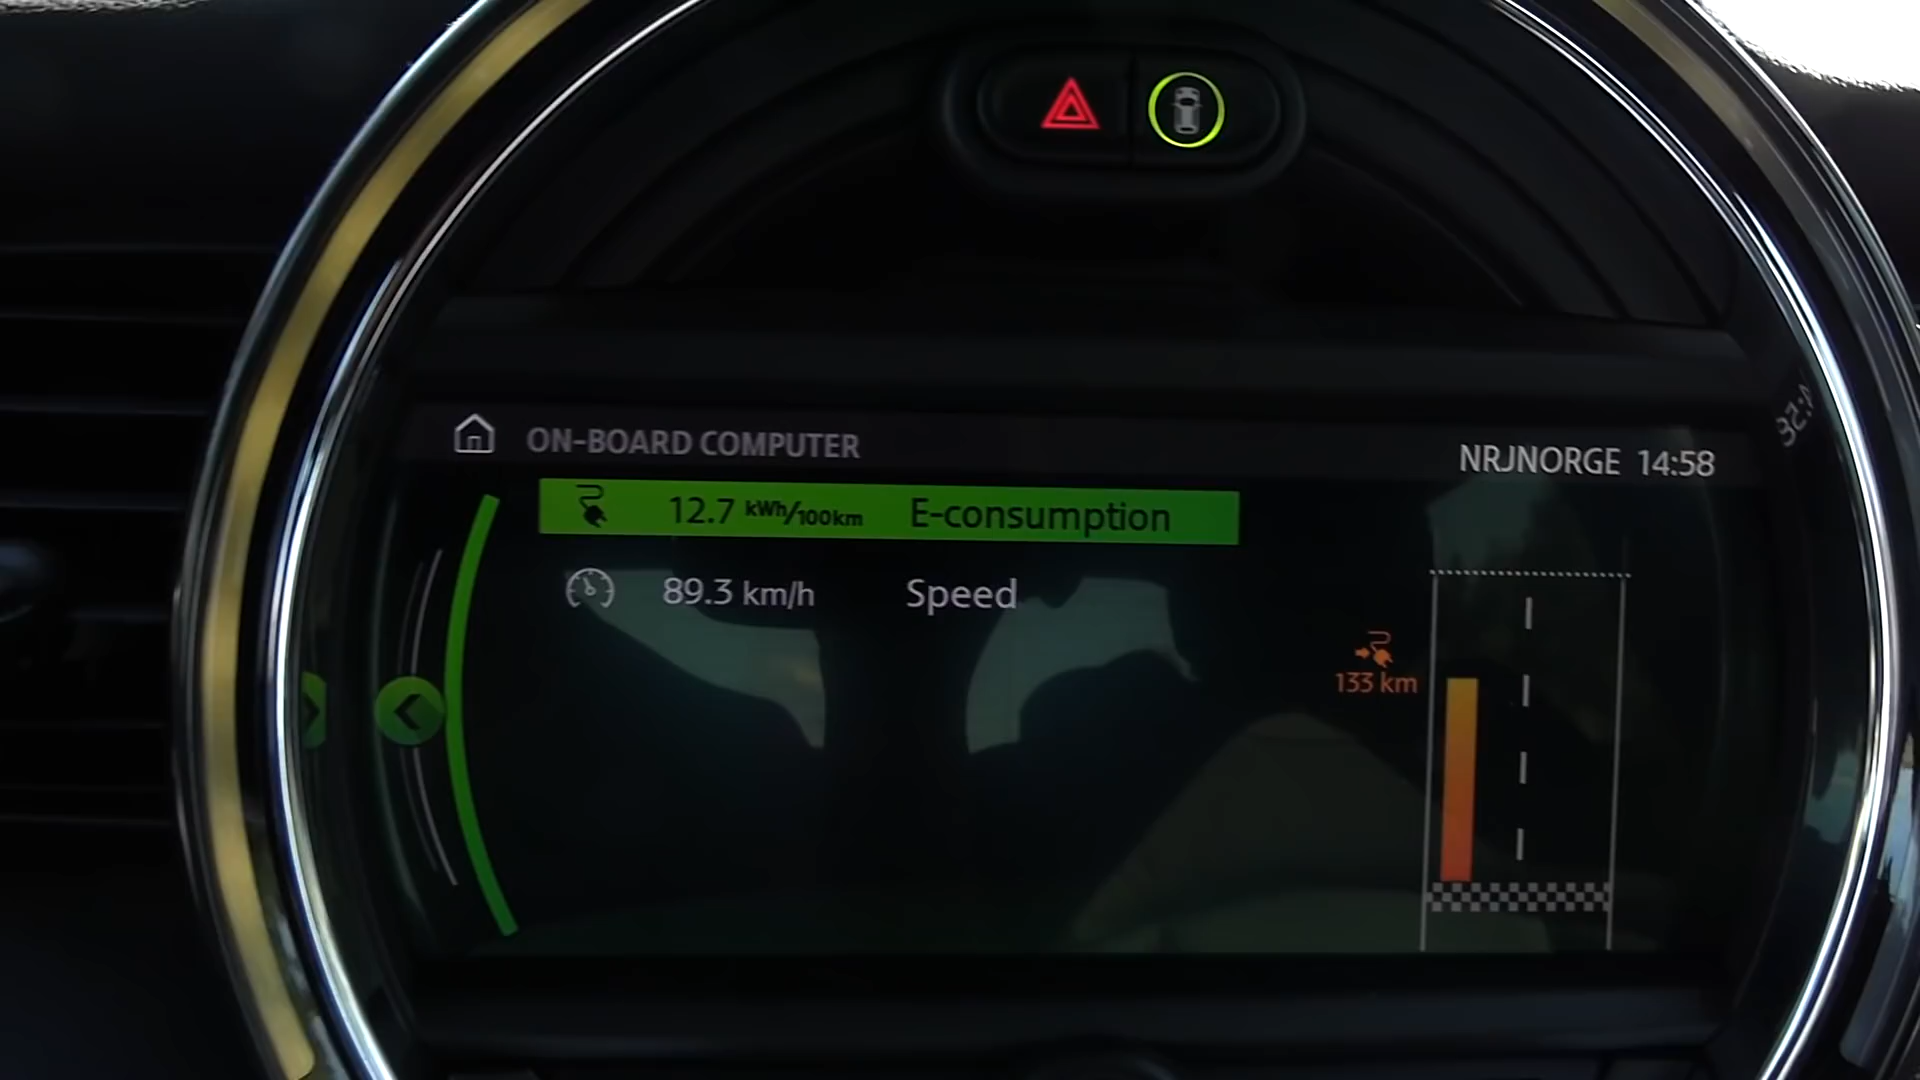 ON-BOARD COMPUTER
NRJNORGE 14:58
12.7 kWh/100km E-consumption
89.3 km/h Speed
133 km